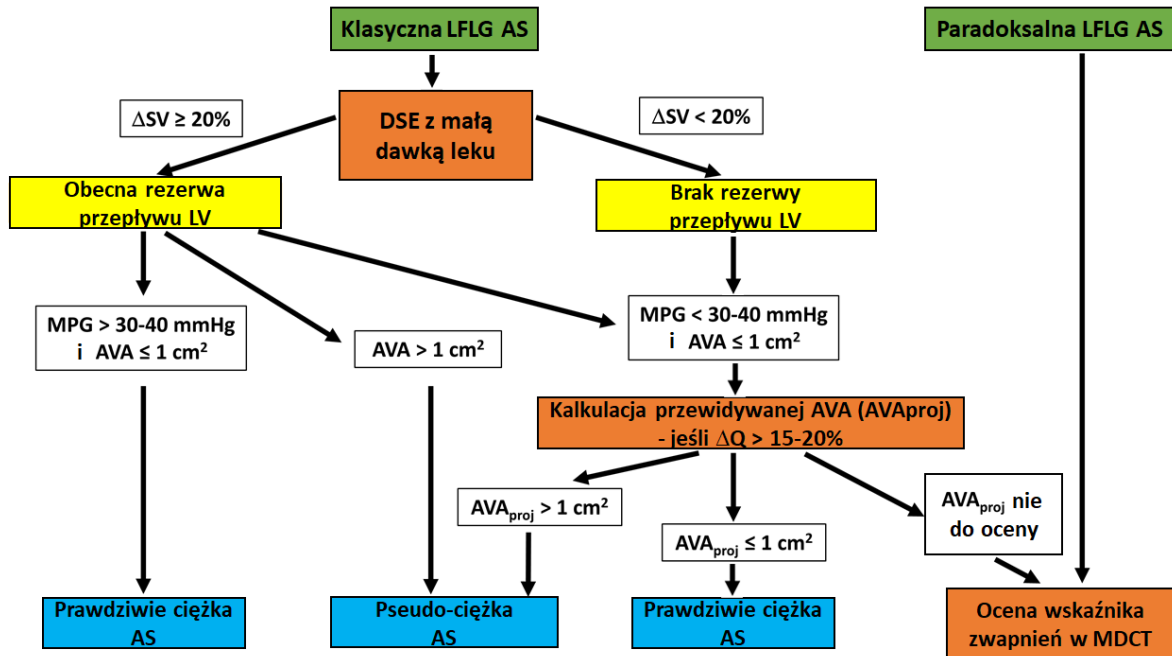 Klasyczna LFLG AS
Paradoksalna LFLG AS
∆SV ≥ 20%
DSE z małą
dawką leku
∆SV < 20%
Obecna rezerwa
przepływu LV
Brak rezerwy
przepływu LV
MPG > 30-40 mmHg
i AVA ≤ 1 cm²
AVA > 1 cm²
MPG < 30-40 mmHg
i AVA ≤ 1 cm²
Kalkulacja przewidywanej AVA (AVAproj)
- jeśli ∆Q > 15-20%
AVAproj > 1 cm²
AVAproj ≤ 1 cm²
AVAproj nie
do oceny
Prawdziwie ciężka
AS
Pseudo-ciężka
AS
Prawdziwie ciężka
AS
Ocena wskaźnika
zwapnień w MDCT